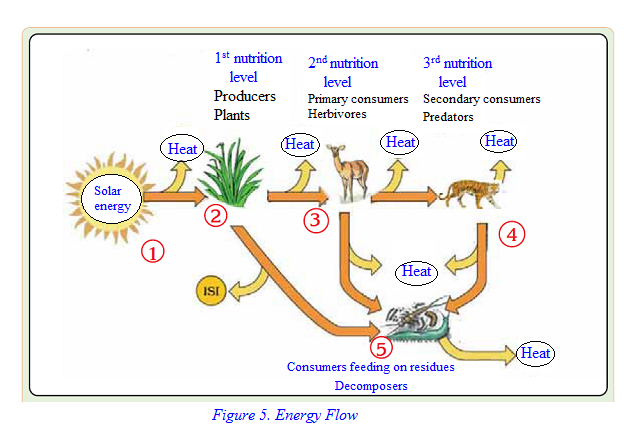 1st nutrition
level
Producers
Plants
2nd nutrition
level
Primary consumers
Herbivores
3rd nutrition
level
Secondary consumers
Predators
Heat
Heat
Heat
Heat
Solar
energy
②
③
①
④
Heat
ISI
⑤
Heat
Consumers feeding on residues
Decomposers
Figure 5. Energy Flow